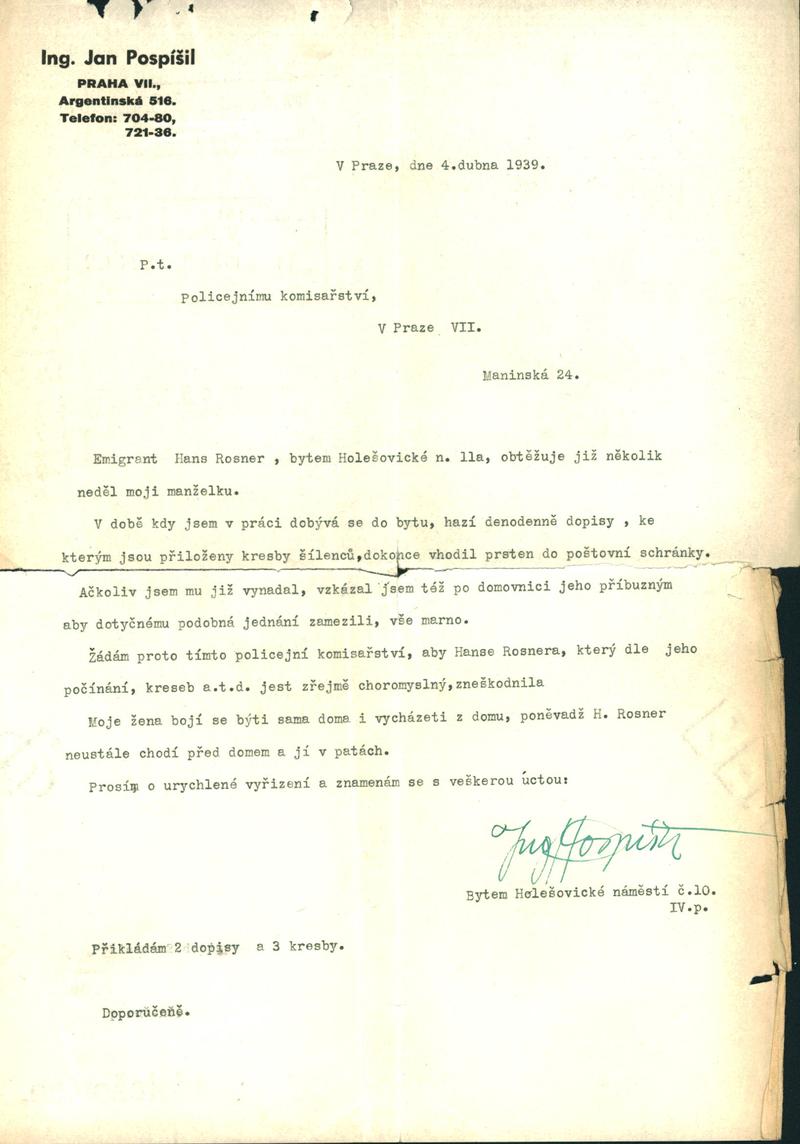 Ing. Jan Pospíšil
PRAHA VII.,
Argentinská 516.
Telefon: 704-80,
721-36.
V Praze, dne 4.dubna 1939.
P.t.
Policejnímu komisařství,
V Praze VII.
Maninská 24.
Emigrant Hans Rosner , bytem Holešovické n. 11a, obtěžuje již několik
neděl moji manželku.
V době kdy jsem v práci dobývá se do bytu, hazí denodenně dopisy , ke
kterým jsou přiloženy kresby šílenců,dokonce vhodil prsten do poštovní schránky.
Ačkoliv jsem mu již vynadal, vzkázal jsem též po domovnici jeho příbuzným
aby dotyčnému podobná jednání zamezili, vše marno.
Žádám proto tímto policejní komisařství, aby Hanse Rosnera, který dle jeho
počínání, kreseb a.t.d. jest zřejmě choromyslný,zneškodnila
Moje žena bojí se býti sama doma i vycházeti z domu, poněvadž H. Rosner
neustále chodí před domem a jí v patách.
Prosím o urychlené vyřizení a znamenám se s veškerou úctou:
Ing Pospíšil
Bytem Holešovické náměstí č.10.
IV.p.
Přikládám 2 dopisy a 3 kresby.
Doporučeně.